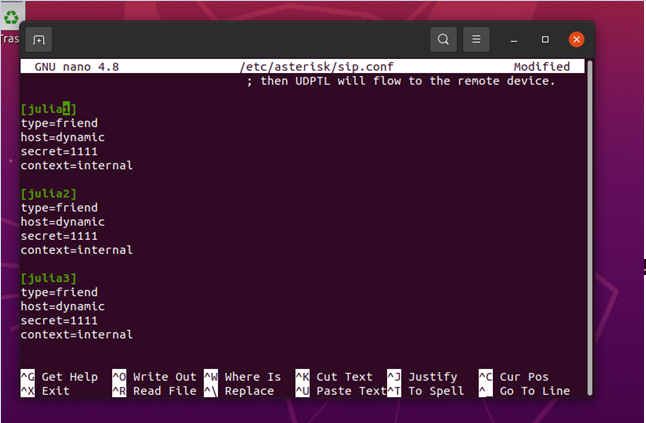 Tras
GNU nano 4.8 /etc/asterisk/sip.conf Modified
; then UDPTL will flow to the remote device.
[julia1]
type=friend
host=dynamic
secret=1111
context=internal
[julia2]
type=friend
host=dynamic
secret=1111
context=internal
[julia3]
type=friend
host=dynamic
secret=1111
context=internal
^G Get Help ^O Write Out ^W Where Is ^K Cut Text ^J Justify ^C Cur Pos
^X Exit ^R Read File ^\ Replace ^U Paste Text ^T To Spell ^_ Go To Line